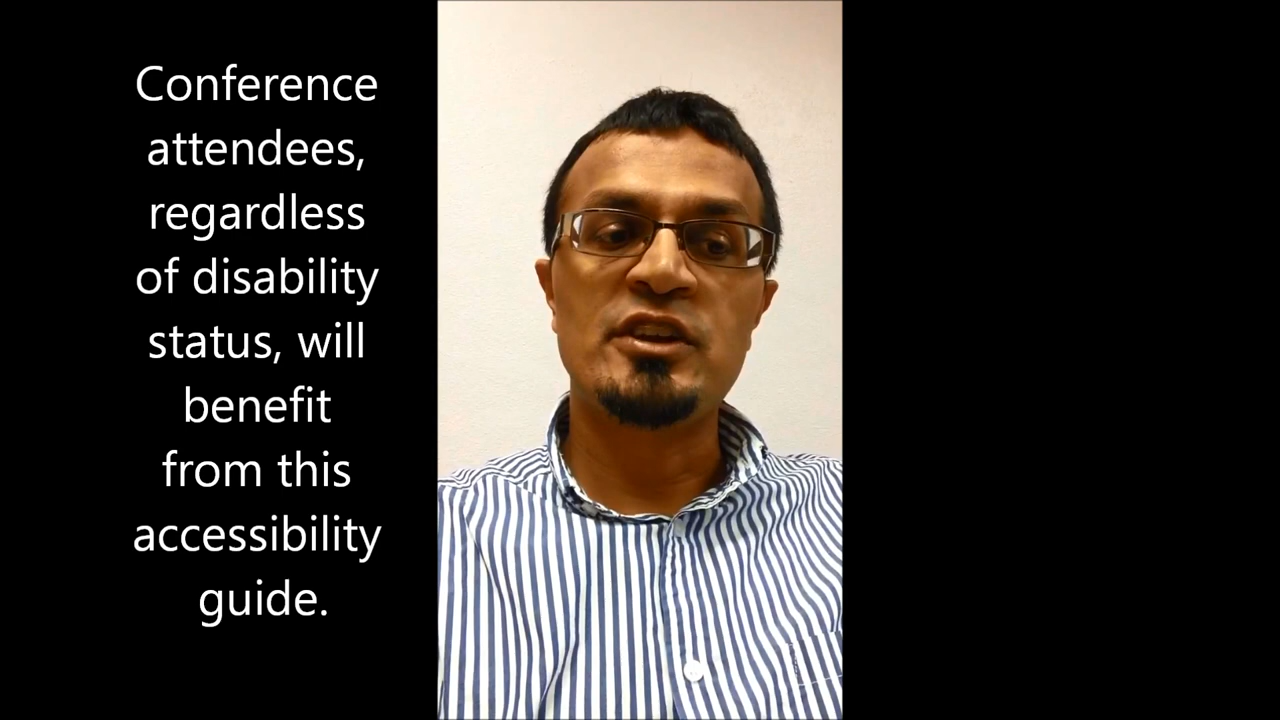 Conference
attendees,
regardless
of disability
status, will
benefit
from this
accessibility
guide.